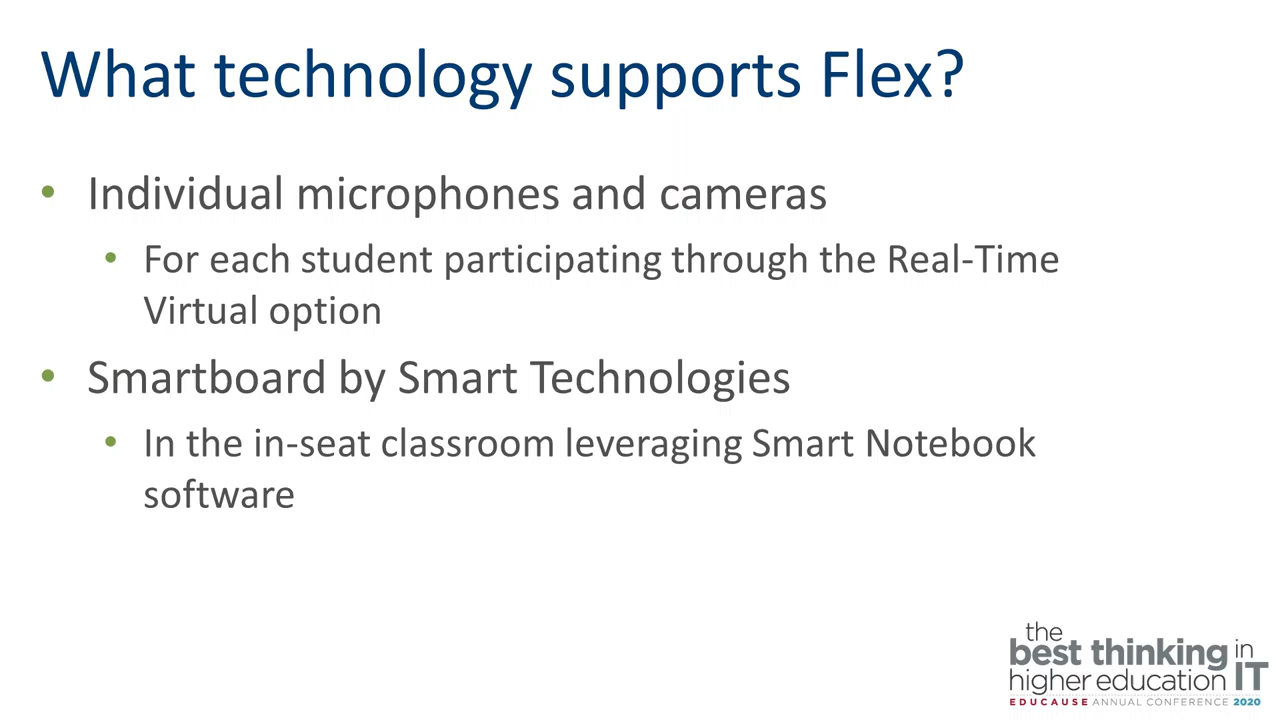 What technology supports Flex?
• Individual microphones and cameras
• For each student participating through the Real-Time
Virtual option
• Smartboard by Smart Technologies
• In the in-seat classroom leveraging Smart Notebook
software
the
best thinking in
higher education IT
EDUCAUSE ANNUAL CONFERENCE 2020